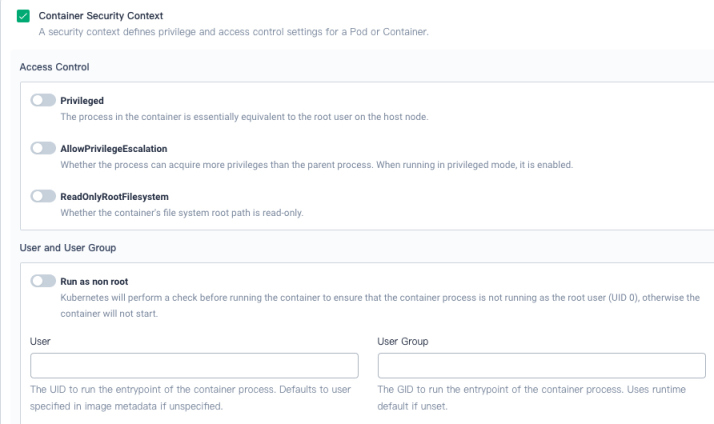 Container Security Context
A security context defines privilege and access control settings for a Pod or Container.
Access Control
Privileged
The process in the container is essentially equivalent to the root user on the host node.
AllowPrivilegeEscalation
Whether the process can acquire more privileges than the parent process. When running in privileged mode, it is enabled.
ReadOnlyRootFilesystem
Whether the container's file system root path is read-only.
User and User Group
Run as non root
Kubernetes will perform a check before running the container to ensure that the container process is not running as the root user (UID 0), otherwise the
container will not start.
User
User Group
The UID to run the entrypoint of the container process. Defaults to user
specified in image metadata if unspecified.
The GID to run the entrypoint of the container process. Uses runtime
default if unset.